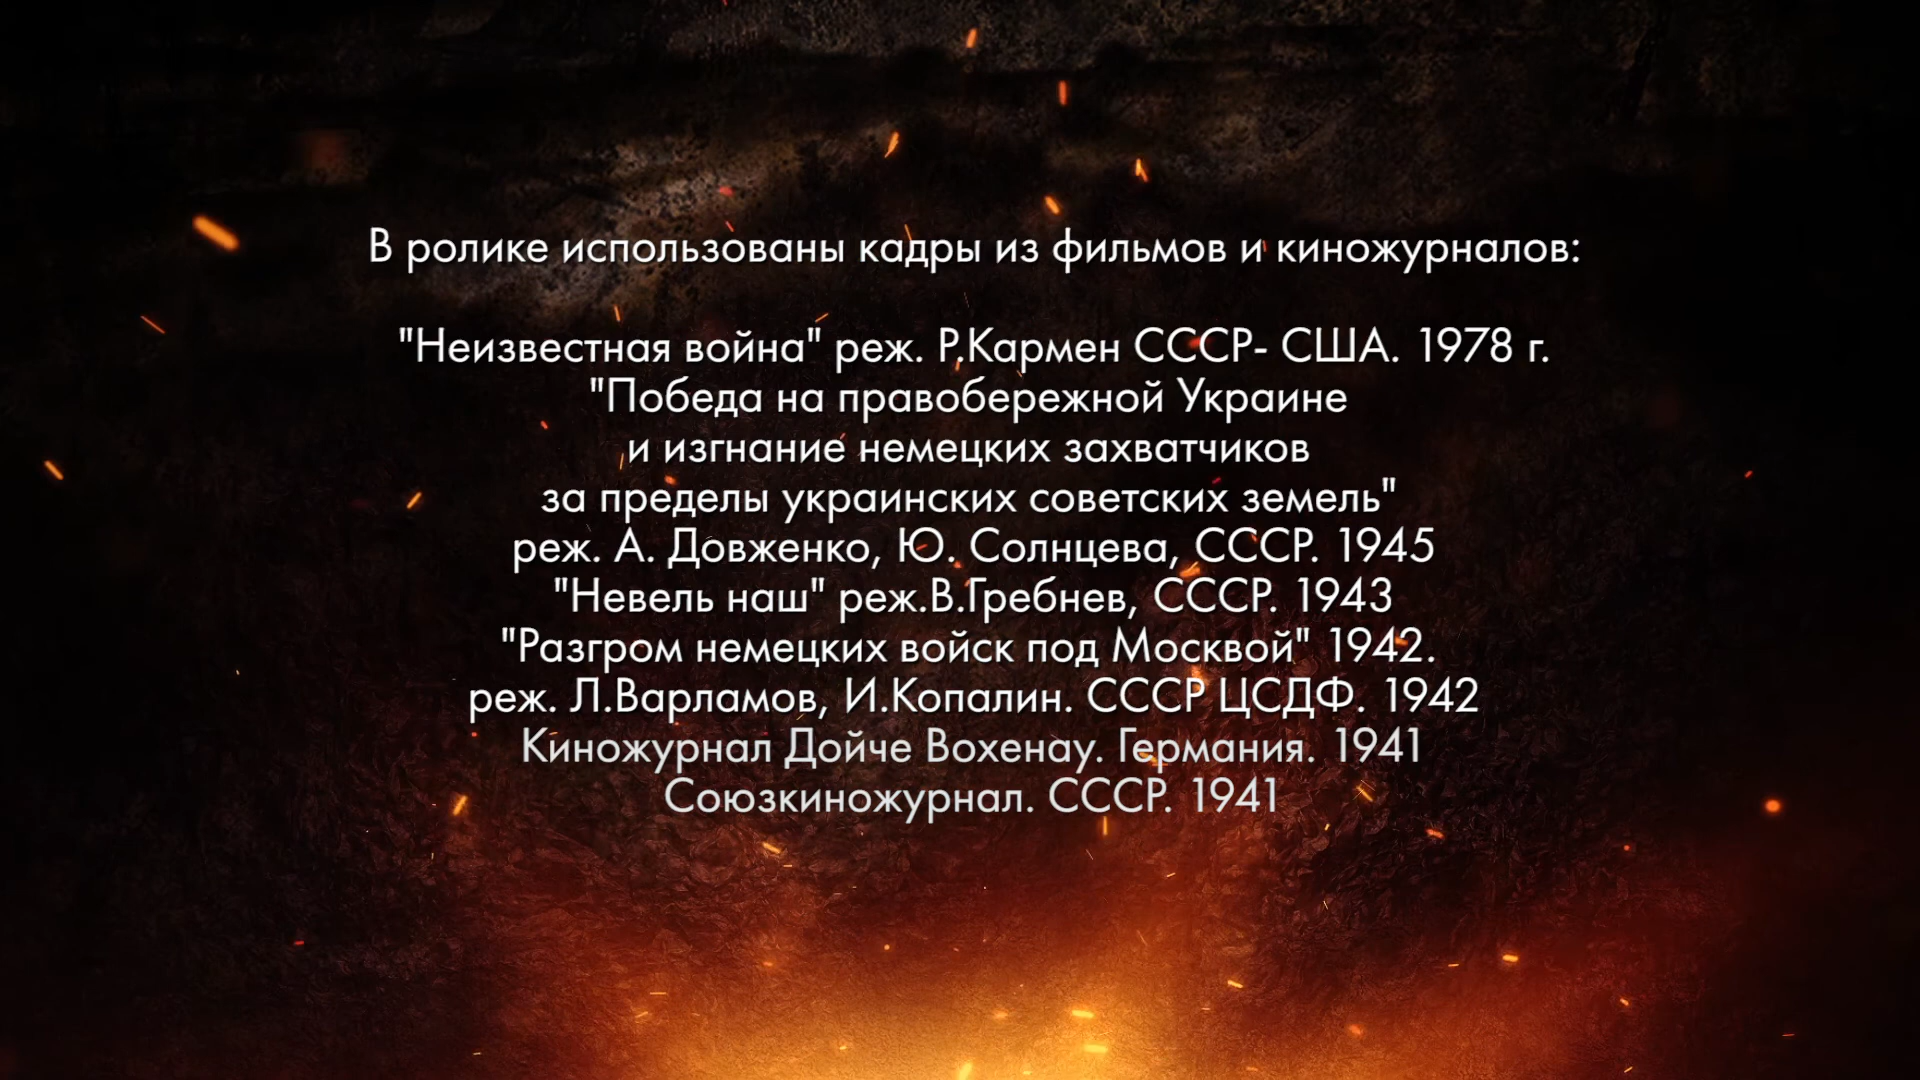 В ролике использованы кадры из фильмов и киножурналов:
"Неизвестная война" реж. Р.Кармен СССР- США. 1978 г.
"Победа на правобережной Украине
и изгнание немецких захватчиков
за пределы украинских советских земель"
реж. А. Довженко, Ю. Солнцева, СССР. 1945
"Невель наш" реж.В.Гребнев, СССР. 1943
"Разгром немецких войск под Москвой" 1942.
реж. Л.Варламов, И.Копалин. СССР ЦСДФ. 1942
Киножурнал Дойче Вохенау. Германия. 1941
Союзкиножурнал. СССР. 1941